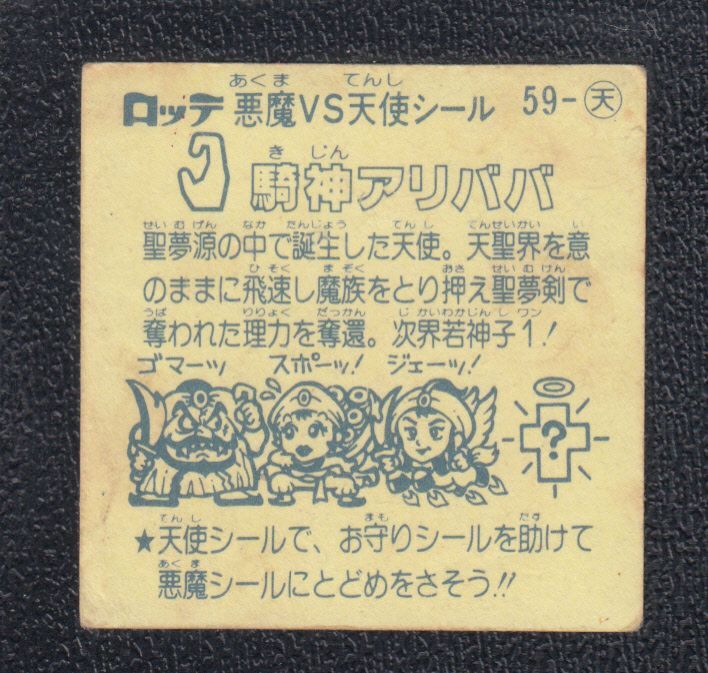 ロッテ 悪魔VS天使シール 59-天
あくま てんし
騎神アリババ
きじん
聖夢源の中で誕生した天使。天聖界を意
せいむげん なか たんじょう てんし てんせいかい い
のままに飛速し魔族をとり押え聖夢剣で
ひそく まぞく おさ せいむけん
奪われた理力を奪還。次界若神子1!
うば りりょく だっかん じかいわかじんし ワン
ゴマーッ スポーッ! ジェーッ!
?
★天使シールで、お守りシールを助けて
てんし まも たす
悪魔シールにとどめをさそう!!
あくま